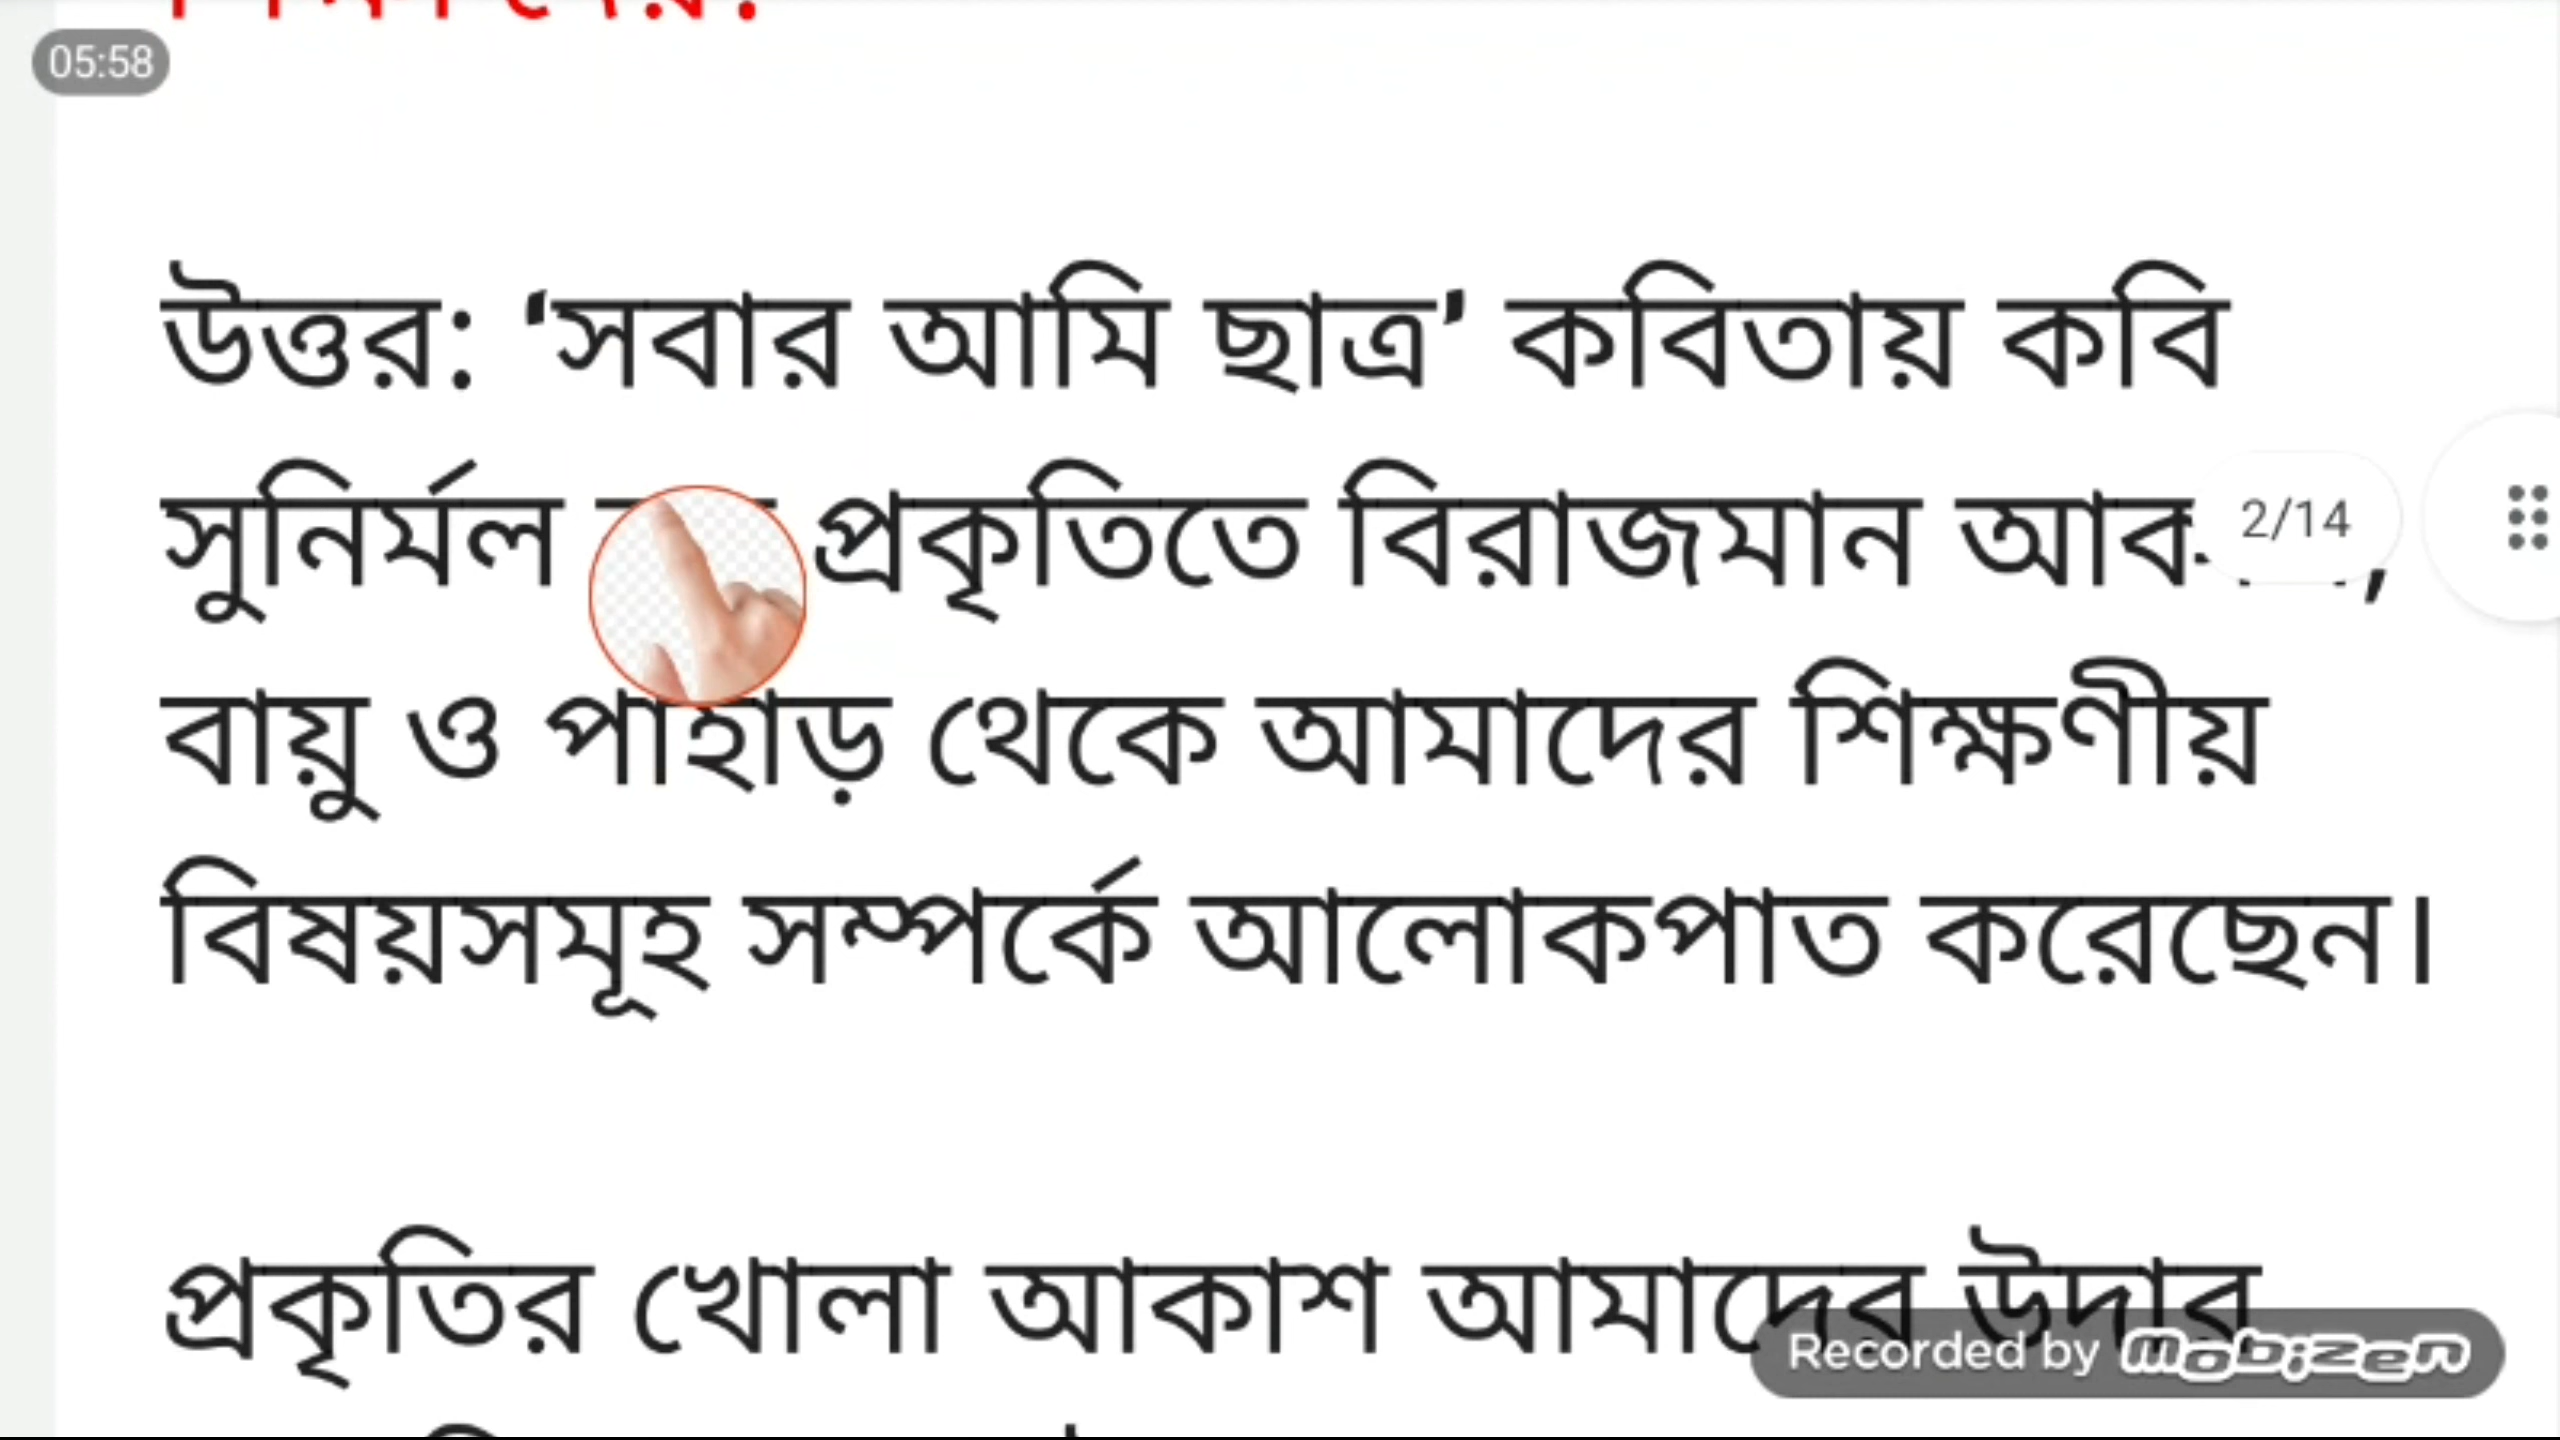 05:58
উত্তর: ‘সবার আমি ছাত্র’ কবিতায় কবি
সুনির্মল প্রকৃতিতে বিরাজমান
2/14
বায়ু ও পাহাড় থেকে আমাদের শিক্ষণীয়
বিষয়সমূহ সম্পর্কে আলোকপাত করেছেন।
প্রকৃতির খোলা আকাশ আমাদের উদার
Recorded by mobizen